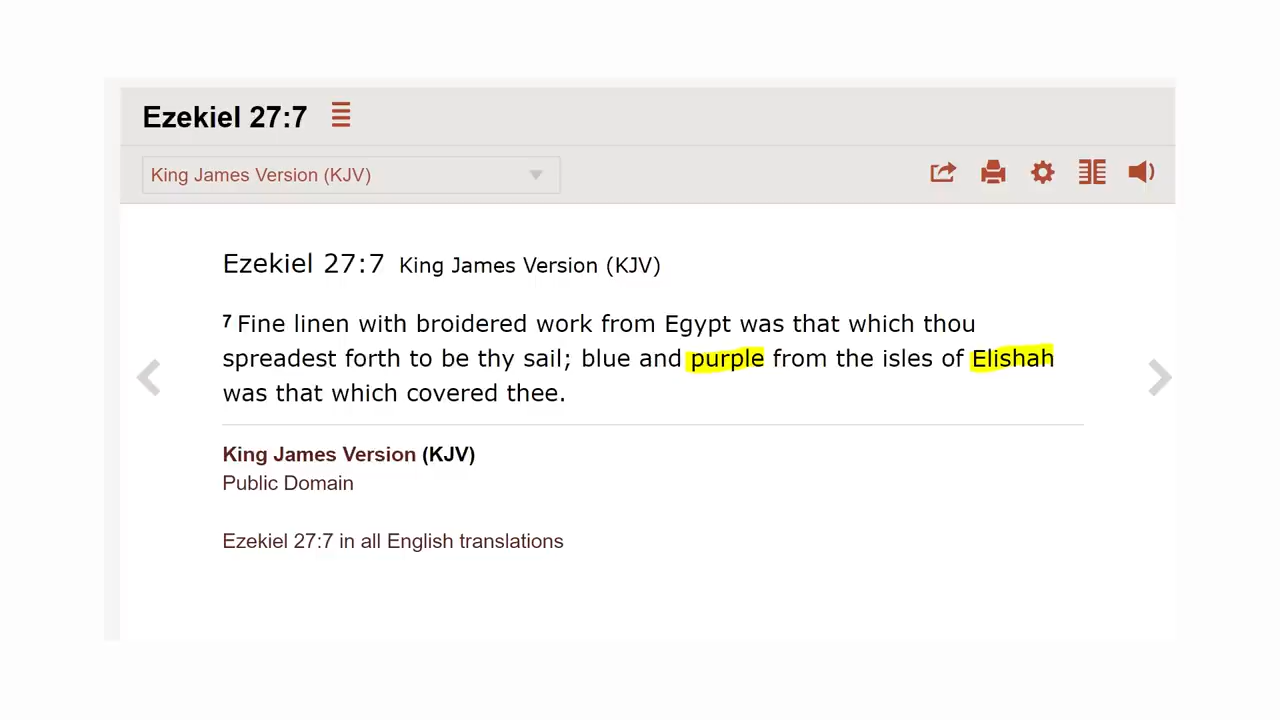 Ezekiel 27:7
King James Version (KJV)
Ezekiel 27:7 King James Version (KJV)
7 Fine linen with broidered work from Egypt was that which thou
spreadest forth to be thy sail; blue and purple from the isles of Elishah
was that which covered thee.
King James Version (KJV)
Public Domain
Ezekiel 27:7 in all English translations